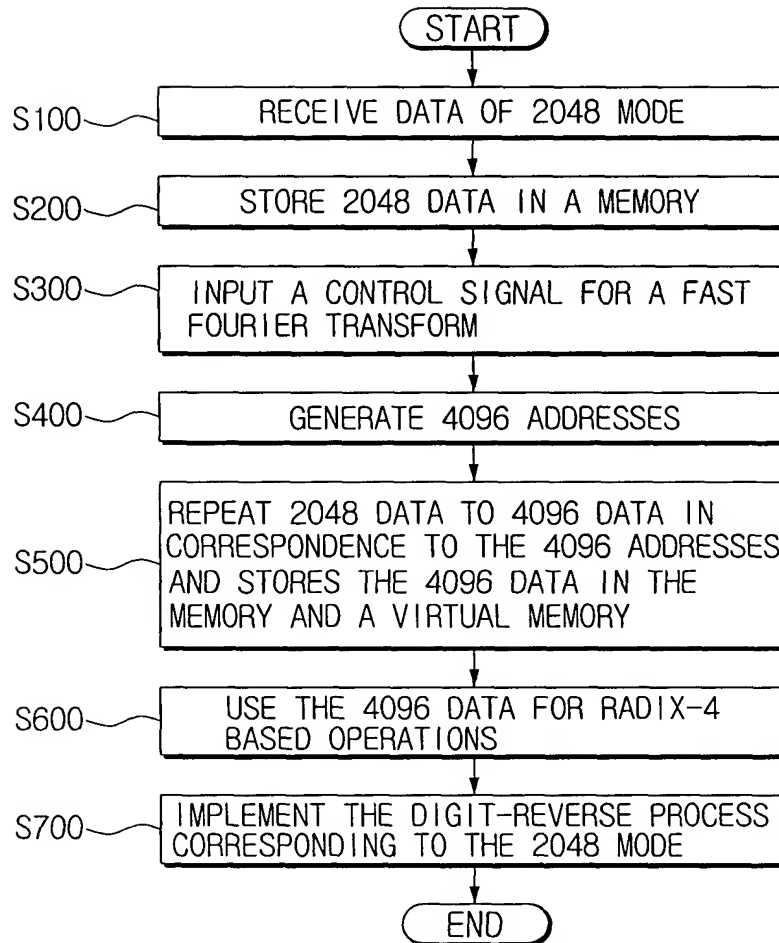 START
S100
RECEIVE DATA OF 2048 MODE
S200
STORE 2048 DATA IN A MEMORY
S300
INPUT A CONTROL SIGNAL FOR A FAST
FOURIER TRANSFORM
S400
GENERATE 4096 ADDRESSES
S500
REPEAT 2048 DATA TO 4096 DATA IN
CORRESPONDENCE TO THE 4096 ADDRESSES
AND STORES THE 4096 DATA IN THE
MEMORY AND A VIRTUAL MEMORY
S600
USE THE 4096 DATA FOR RADIX-4
BASED OPERATIONS
S700
IMPLEMENT THE DIGIT-REVERSE PROCESS
CORRESPONDING TO THE 2048 MODE
END